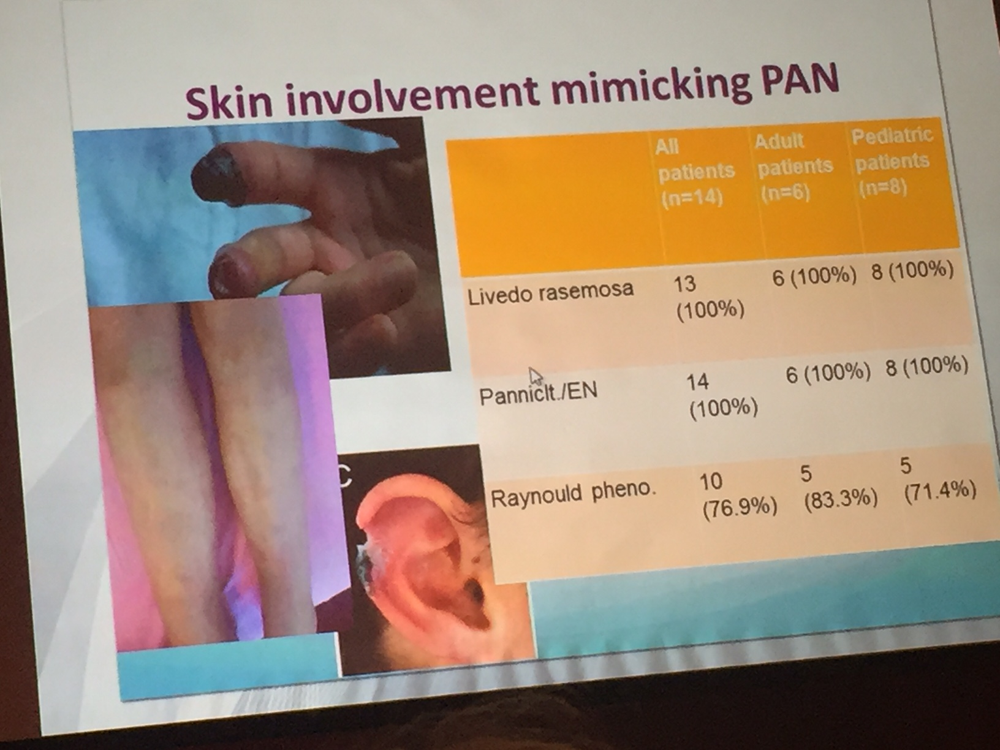 Skin involvement mimicking PAN
All patients (n=14)
Adult patients (n=6)
Pediatric patients (n=8)
Livedo rasemosa 13 (100%) 6 (100%) 8 (100%)
Panniclt./EN 14 (100%) 6 (100%) 8 (100%)
Raynould pheno. 10 (76.9%) 5 (83.3%) 5 (71.4%)
C